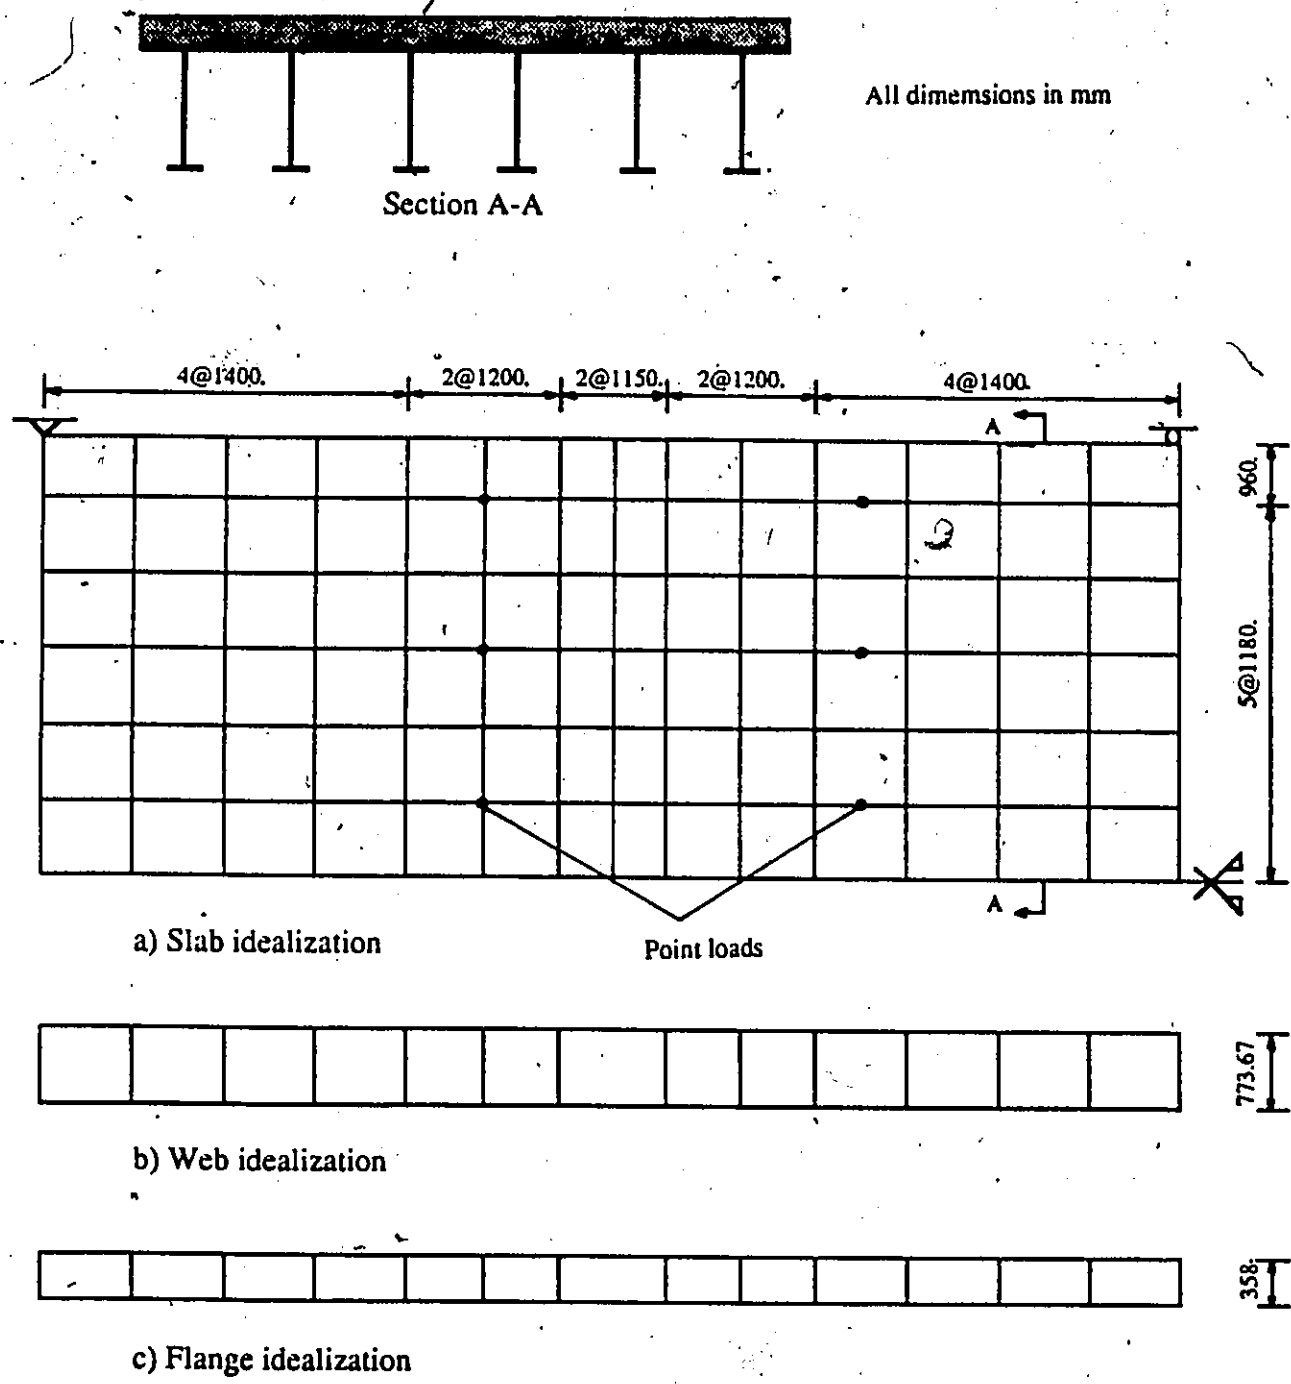 All dimemsions in mm
Section A-A
4@1400.
2@1200.
2@1150.
2@1200.
4@1400.
A
960.
5@1180.
A
a) Slab idealization
Point loads
773.67
b) Web idealization
358.
c) Flange idealization